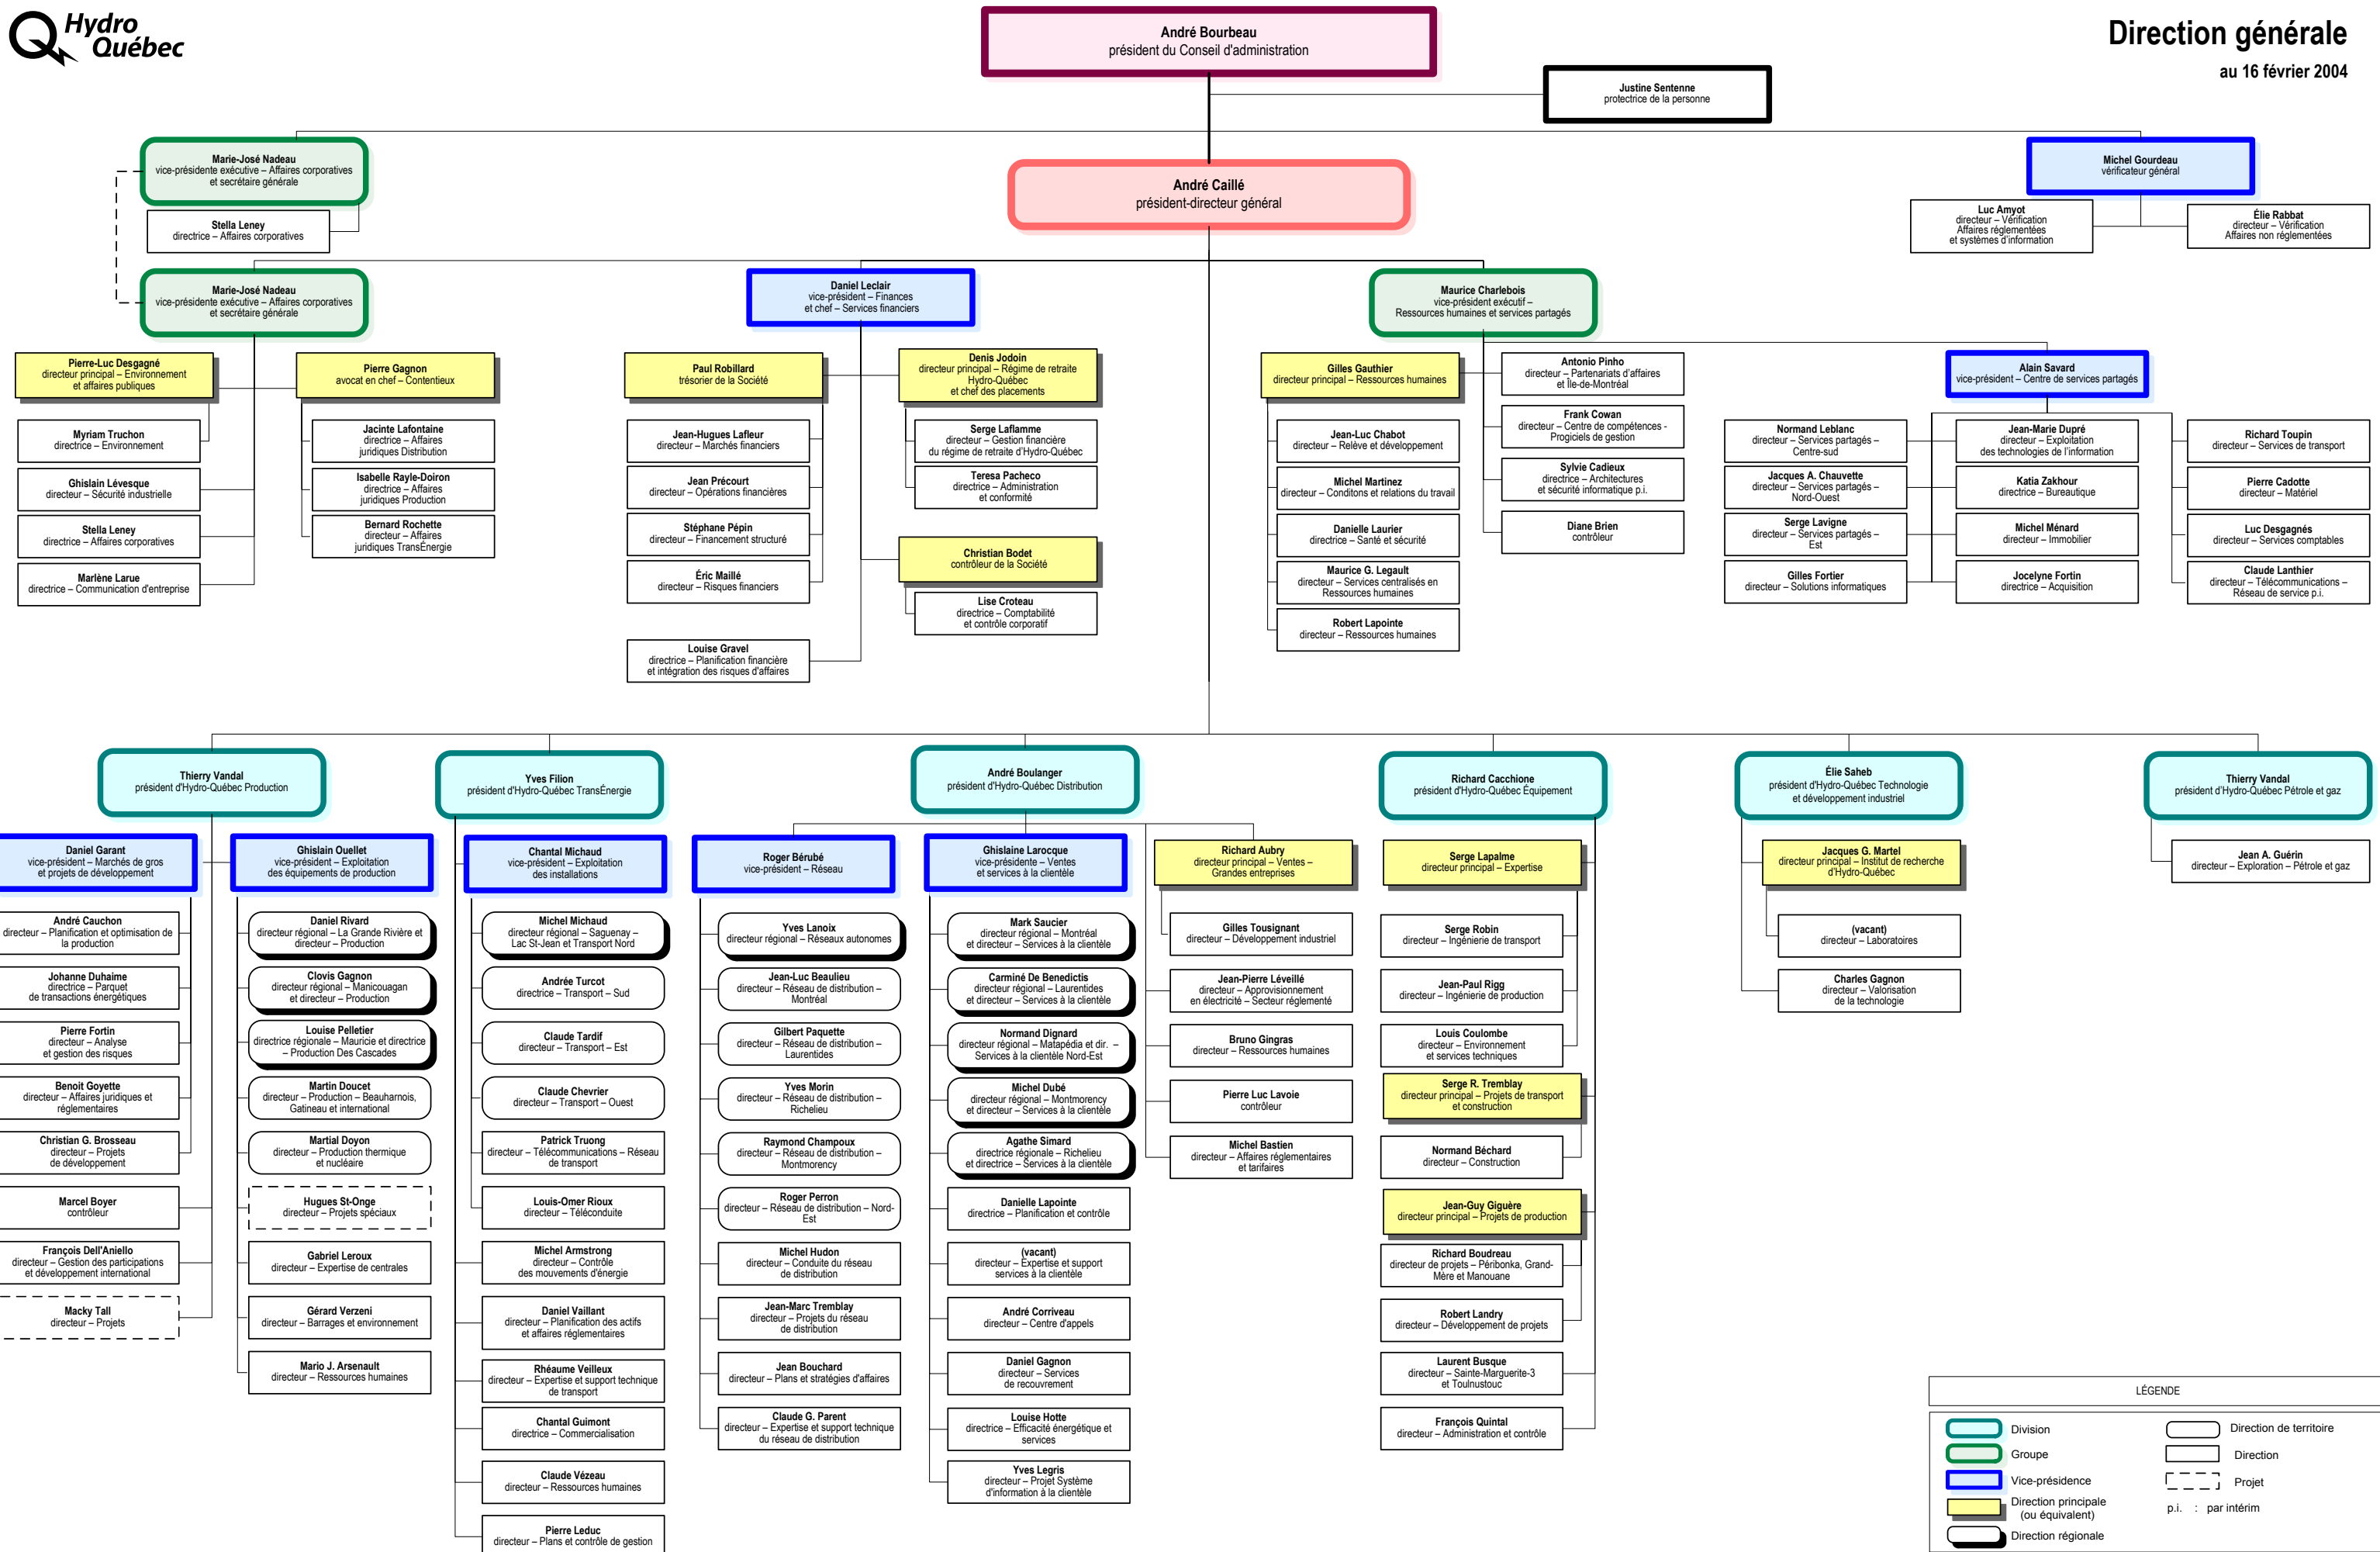 Hydro
Québec
André Bourbeau
président du Conseil d'administration
Direction générale
au 16 février 2004
Justine Sentenne
protectrice de la personne
Marie-José Nadeau
vice-présidente exécutive – Affaires corporatives
et secrétaire générale
Stella Leney
directrice – Affaires corporatives
André Caillé
président-directeur général
Michel Gourdeau
vérificateur général
Luc Amyot
directeur – Vérification
Affaires réglementées
et systèmes d'information
Élie Rabbat
directeur – Vérification
Affaires non réglementées
Marie-José Nadeau
vice-présidente exécutive – Affaires corporatives
et secrétaire générale
Pierre-Luc Desgagné
directeur principal – Environnement
et affaires publiques
Myriam Truchon
directrice – Environnement
Ghislain Lévesque
directeur – Sécurité industrielle
Stella Leney
directrice – Affaires corporatives
Marlène Larue
directrice – Communication d'entreprise
Pierre Gagnon
avocat en chef – Contentieux
Jacinte Lafontaine
directrice – Affaires
juridiques Distribution
Isabelle Rayle-Doiron
directrice – Affaires
juridiques Production
Bernard Rochette
directeur – Affaires
juridiques TransÉnergie
Daniel Leclair
vice-président – Finances
et chef – Services financiers
Paul Robillard
trésorier de la Société
Jean-Hugues Lafleur
directeur – Marchés financiers
Jean Précourt
directeur – Opérations financières
Stéphane Pépin
directeur – Financement structuré
Éric Maillé
directeur – Risques financiers
Louise Gravel
directrice – Planification financière
et intégration des risques d'affaires
Denis Jodoin
directeur principal – Régime de retraite
Hydro-Québec
et chef des placements
Serge Laflamme
directeur – Gestion financière
du régime de retraite d'Hydro-Québec
Teresa Pacheco
directrice – Administration
et conformité
Christian Bodet
contrôleur de la Société
Lise Croteau
directrice – Comptabilité
et contrôle corporatif
Maurice Charlebois
vice-président exécutif –
Ressources humaines et services partagés
Gilles Gauthier
directeur principal – Ressources humaines
Jean-Luc Chabot
directeur – Relève et développement
Michel Martinez
directeur – Conditons et relations du travail
Danielle Laurier
directrice – Santé et sécurité
Maurice G. Legault
directeur – Services centralisés en
Ressources humaines
Robert Lapointe
directeur – Ressources humaines
Antonio Pinho
directeur – Partenariats d'affaires
et Île-de-Montréal
Frank Cowan
directeur – Centre de compétences -
Progiciels de gestion
Sylvie Cadieux
directrice – Architectures
et sécurité informatique p.i.
Diane Brien
contrôleur
Alain Savard
vice-président – Centre de services partagés
Normand Leblanc
directeur – Services partagés –
Centre-sud
Jacques A. Chauvette
directeur – Services partagés –
Nord-Ouest
Serge Lavigne
directeur – Services partagés –
Est
Gilles Fortier
directeur – Solutions informatiques
Jean-Marie Dupré
directeur – Exploitation
des technologies de l'information
Katia Zakhour
directrice – Bureautique
Michel Ménard
directeur – Immobilier
Jocelyne Fortin
directrice – Acquisition
Richard Toupin
directeur – Services de transport
Pierre Cadotte
directeur – Matériel
Luc Desgagnés
directeur – Services comptables
Claude Lanthier
directeur – Télécommunications –
Réseau de service p.i.
Thierry Vandal
président d'Hydro-Québec Production
Daniel Garant
vice-président – Marchés de gros
et projets de développement
André Cauchon
directeur – Planification et optimisation de
la production
Johanne Duhaime
directrice – Parquet
de transactions énergétiques
Pierre Fortin
directeur – Analyse
et gestion des risques
Benoit Goyette
directeur – Affaires juridiques et
réglementaires
Christian G. Brosseau
directeur – Projets
de développement
Marcel Boyer
contrôleur
François Dell'Aniello
directeur – Gestion des participations
et développement international
Macky Tall
directeur – Projets
Ghislain Ouellet
vice-président – Exploitation
des équipements de production
Daniel Rivard
directeur régional – La Grande Rivière et
directeur – Production
Clovis Gagnon
directeur régional – Manicouagan
et directeur – Production
Louise Pelletier
directrice régionale – Mauricie et directrice
– Production Des Cascades
Martin Doucet
directeur – Production – Beauharnois,
Gatineau et international
Martial Doyon
directeur – Production thermique
et nucléaire
Hugues St-Onge
directeur – Projets spéciaux
Gabriel Leroux
directeur – Expertise de centrales
Gérard Verzeni
directeur – Barrages et environnement
Mario J. Arsenault
directeur – Ressources humaines
Yves Filion
président d'Hydro-Québec TransÉnergie
Chantal Michaud
vice-président – Exploitation
des installations
Michel Michaud
directeur régional – Saguenay –
Lac St-Jean et Transport Nord
Andrée Turcot
directrice – Transport – Sud
Claude Tardif
directeur – Transport – Est
Claude Chevrier
directeur – Transport – Ouest
Patrick Truong
directeur – Télécommunications – Réseau
de transport
Louis-Omer Rioux
directeur – Téléconduite
Michel Armstrong
directeur – Contrôle
des mouvements d'énergie
Daniel Vaillant
directeur – Planification des actifs
et affaires réglementaires
Rhéaume Veilleux
directeur – Expertise et support technique
de transport
Chantal Guimont
directrice – Commercialisation
Claude Vézeau
directeur – Ressources humaines
Pierre Leduc
directeur – Plans et contrôle de gestion
André Boulanger
président d'Hydro-Québec Distribution
Roger Bérubé
vice-président – Réseau
Yves Lanoix
directeur régional – Réseaux autonomes
Jean-Luc Beaulieu
directeur – Réseau de distribution –
Montréal
Gilbert Paquette
directeur – Réseau de distribution –
Laurentides
Yves Morin
directeur – Réseau de distribution –
Richelieu
Raymond Champoux
directeur – Réseau de distribution –
Montmorency
Roger Perron
directeur – Réseau de distribution – Nord-
Est
Michel Hudon
directeur – Conduite du réseau
de distribution
Jean-Marc Tremblay
directeur – Projets du réseau
de distribution
Jean Bouchard
directeur – Plans et stratégies d'affaires
Claude G. Parent
directeur – Expertise et support technique
du réseau de distribution
Ghislaine Larocque
vice-présidente – Ventes
et services à la clientèle
Mark Saucier
directeur régional – Montréal
et directeur – Services à la clientèle
Carminé De Benedictis
directeur régional – Laurentides
et directeur – Services à la clientèle
Normand Dignard
directeur régional – Matapédia et dir. –
Services à la clientèle Nord-Est
Michel Dubé
directeur régional – Montmorency
et directeur – Services à la clientèle
Agathe Simard
directrice régionale – Richelieu
et directrice – Services à la clientèle
Danielle Lapointe
directrice – Planification et contrôle
(vacant)
directeur – Expertise et support
services à la clientèle
André Corriveau
directeur – Centre d'appels
Daniel Gagnon
directeur – Services
de recouvrement
Louise Hotte
directrice – Efficacité énergétique et
services
Yves Legris
directeur – Projet Système
d'information à la clientèle
Richard Aubry
directeur principal – Ventes –
Grandes entreprises
Gilles Tousignant
directeur – Développement industriel
Jean-Pierre Léveillé
directeur – Approvisionnement
en électricité – Secteur réglementé
Bruno Gingras
directeur – Ressources humaines
Pierre Luc Lavoie
contrôleur
Michel Bastien
directeur – Affaires réglementaires
et tarifaires
Richard Cacchione
président d'Hydro-Québec Équipement
Serge Lapalme
directeur principal – Expertise
Serge Robin
directeur – Ingénierie de transport
Jean-Paul Rigg
directeur – Ingénierie de production
Louis Coulombe
directeur – Environnement
et services techniques
Serge R. Tremblay
directeur principal – Projets de transport
et construction
Normand Béchard
directeur – Construction
Jean-Guy Giguère
directeur principal – Projets de production
Richard Boudreau
directeur de projets – Péribonka, Grand-
Mère et Manouane
Robert Landry
directeur – Développement de projets
Laurent Busque
directeur – Sainte-Marguerite-3
et Toulnustouc
François Quintal
directeur – Administration et contrôle
Élie Saheb
président d'Hydro-Québec Technologie
et développement industriel
Jacques G. Martel
directeur principal – Institut de recherche
d'Hydro-Québec
(vacant)
directeur – Laboratoires
Charles Gagnon
directeur – Valorisation
de la technologie
Thierry Vandal
président d'Hydro-Québec Pétrole et gaz
Jean A. Guérin
directeur – Exploration – Pétrole et gaz
LÉGENDE
Division
Groupe
Vice-présidence
Direction principale
(ou équivalent)
Direction régionale
Direction de territoire
Direction
Projet
p.i. : par intérim